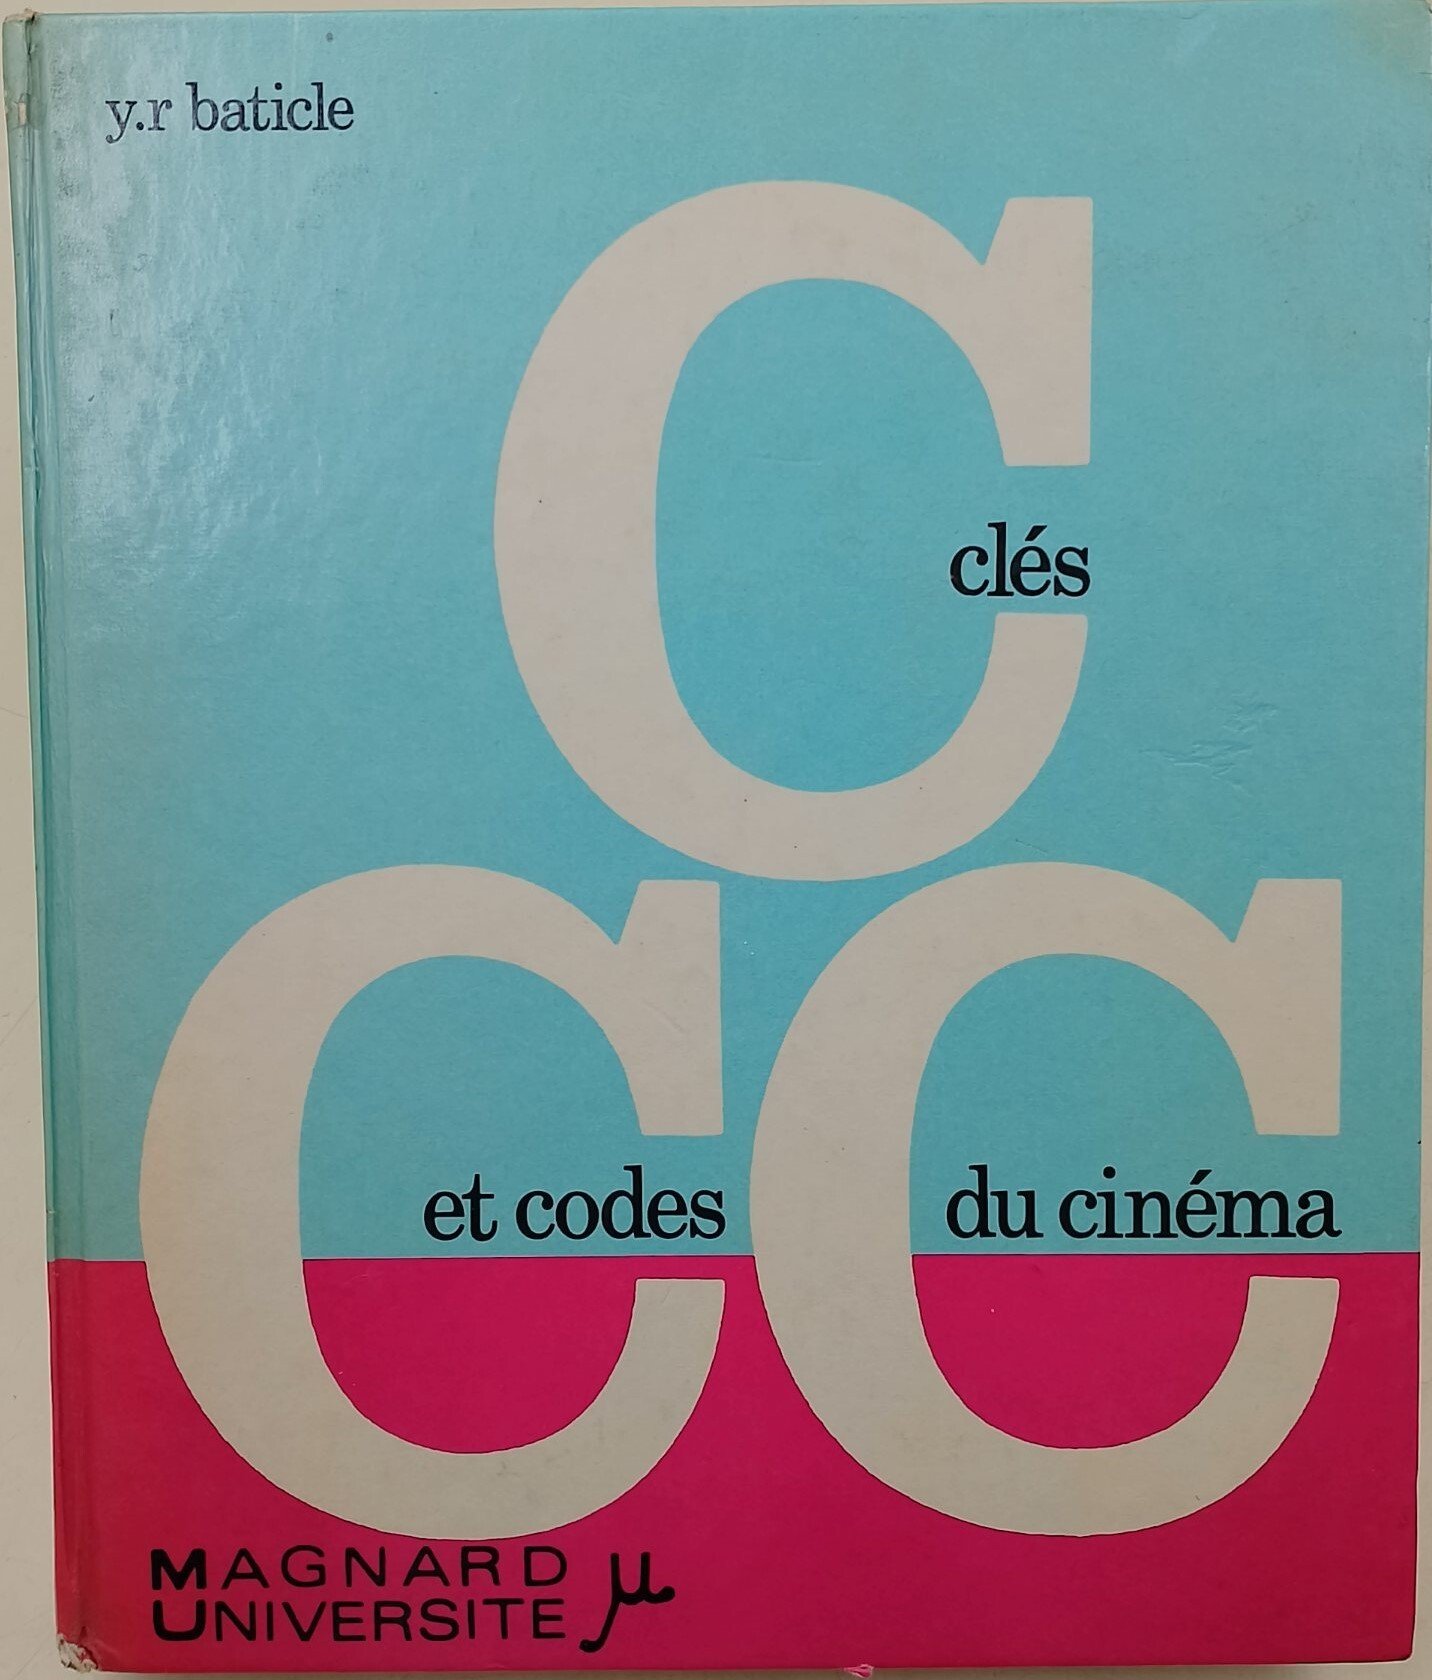 y.r baticle
C
clés
C C
et codes du cinéma
MAGNARD
UNIVERSITE
μ